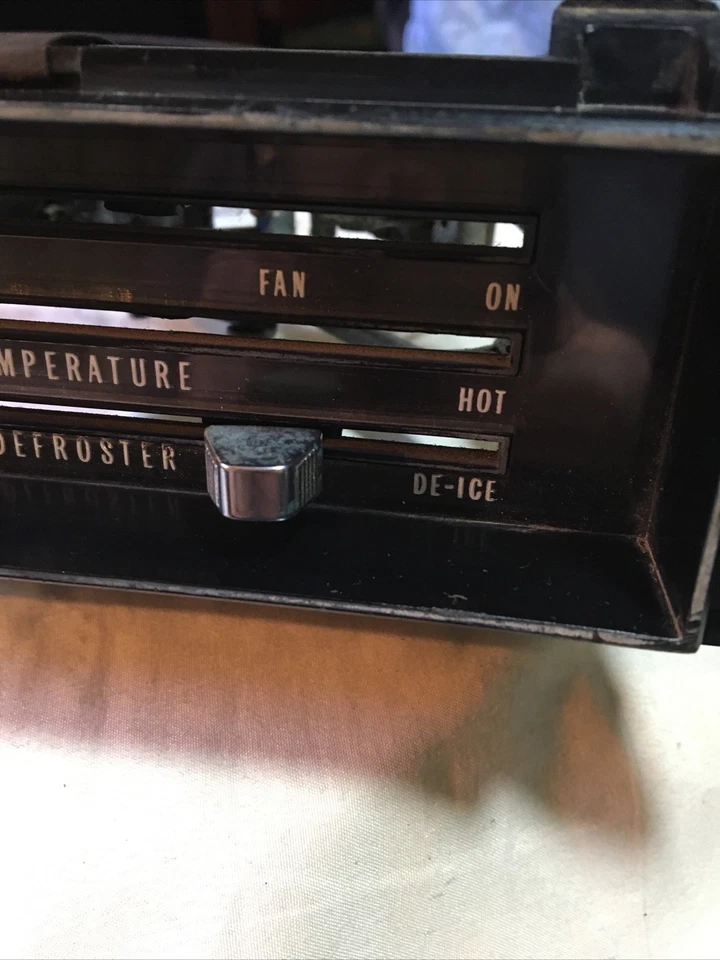 FAN ON
MPERATURE
HOT
DEFROSTER
DE-ICE